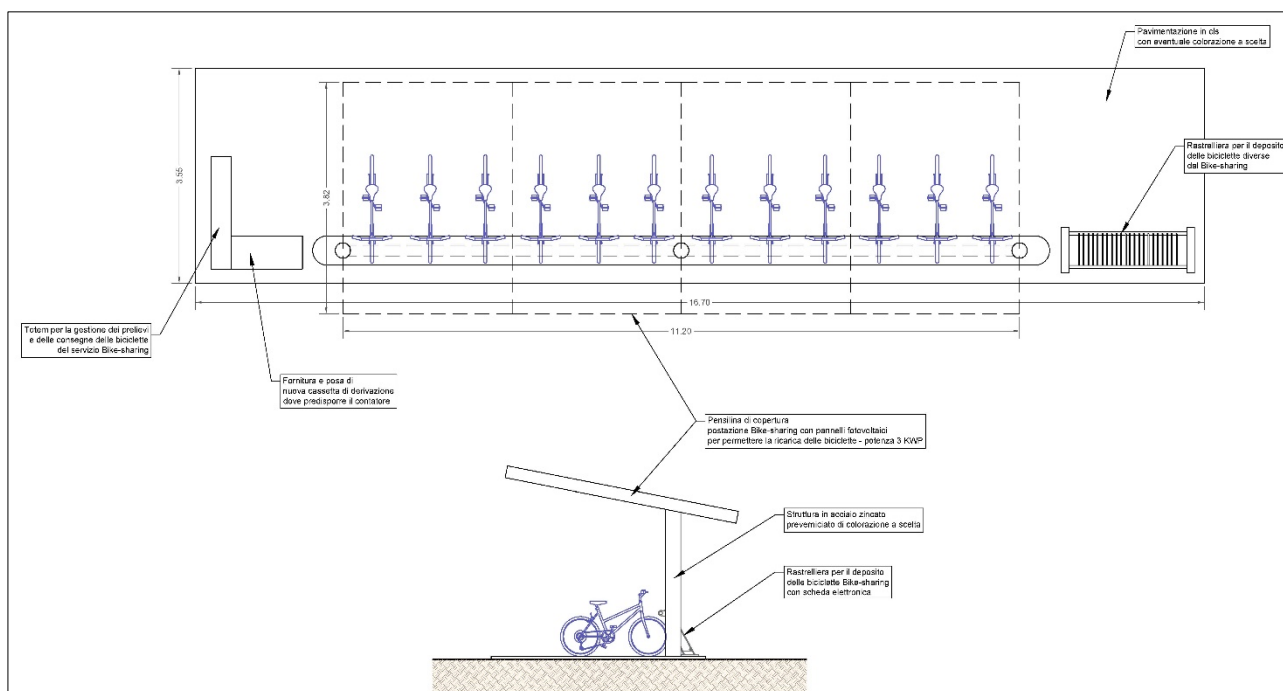 Pavimentazione in cls
con eventuale colorazione a scelta
3.55
3.82
Rastrelliera per il deposito
delle biciclette diverse
dal Bike-sharing
16.70
11.20
Totem per la gestione dei prelievi
e delle consegne delle biciclette
del servizio Bike-sharing
Fornitura e posa di
nuova cassetta di derivazione
dove predisporre il contatore
Pensilina di copertura
postazione Bike-sharing con pannelli fotovoltaici
per permettere la ricarica delle biciclette - potenza 3 KWP
Struttura in acciaio zincato
preverniciato di colorazione a scelta
Rastrelliera per il deposito
delle biciclette Bike-sharing
con scheda elettronica